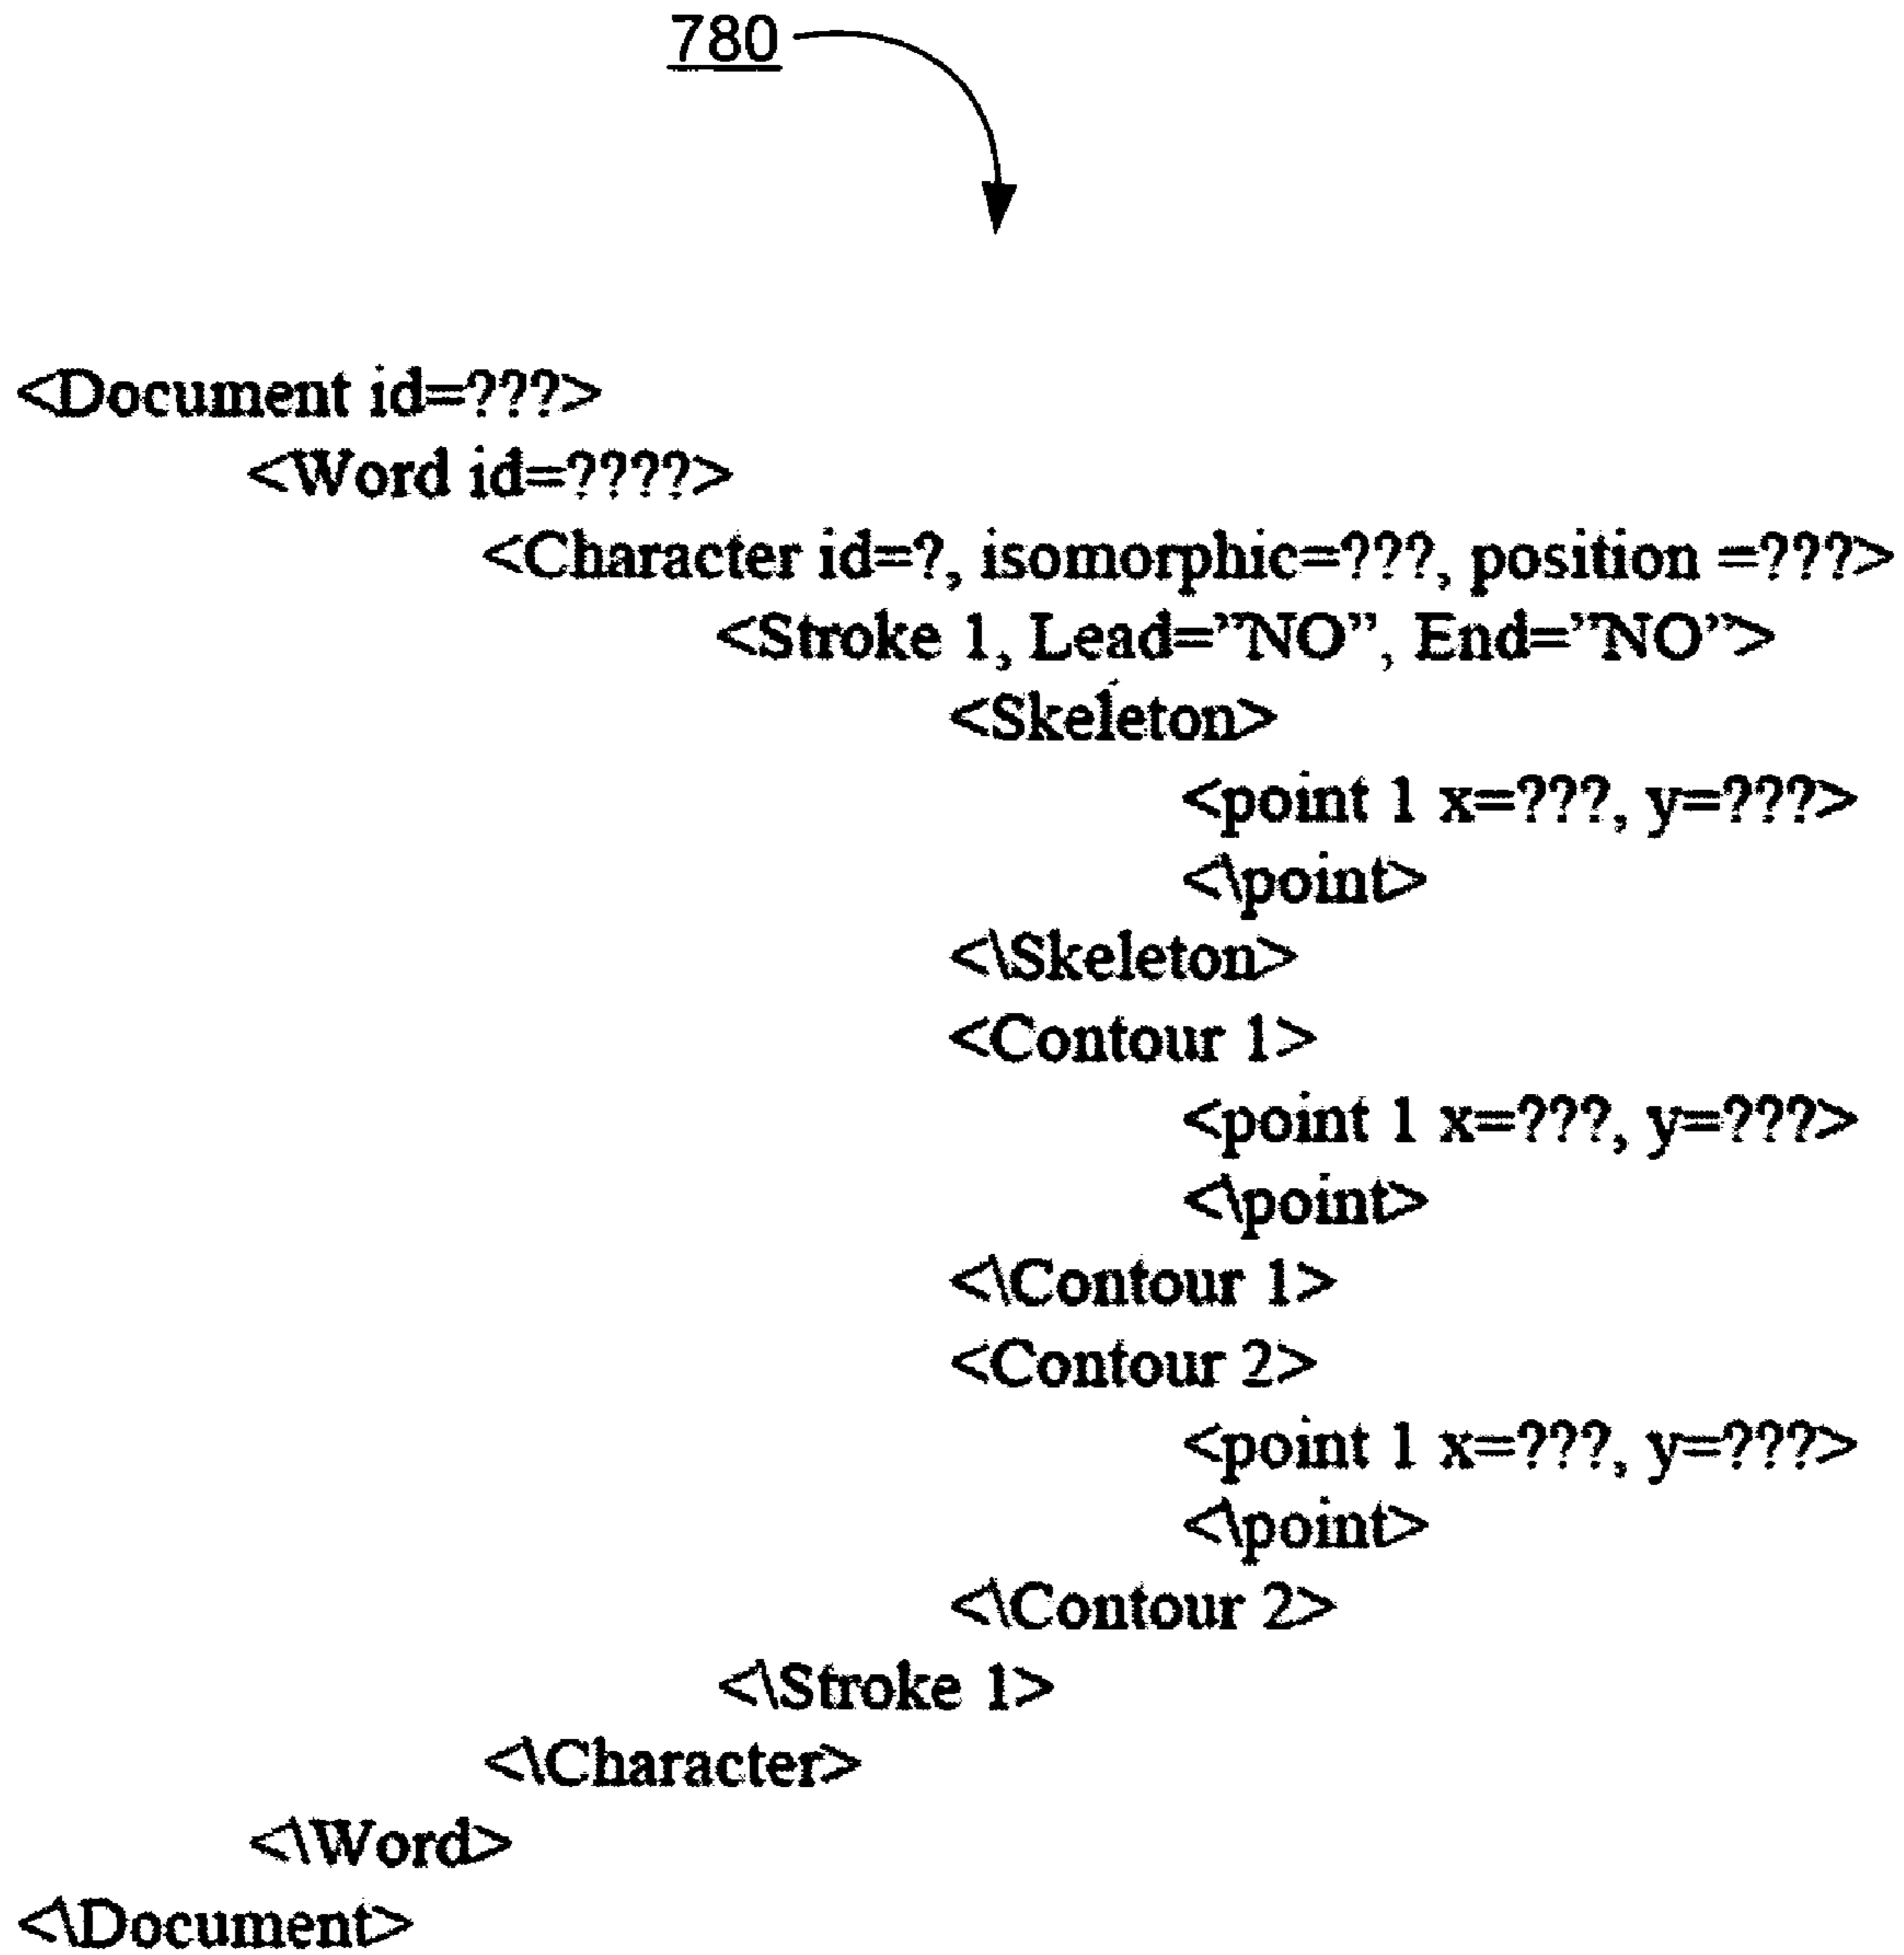 780
<Document id=???>
<Word id=????>
<Character id=?, isomorphic=???, position =???>
<Stroke 1, Lead=”NO”, End=”NO”>
<Skeleton>
<point 1 x=???, y=???>
<\point>
<\Skeleton>
<Contour 1>
<point 1 x=???, y=???>
<\point>
<\Contour 1>
<Contour 2>
<point 1 x=???, y=???>
<\point>
<\Contour 2>
<\Stroke 1>
<\Character>
<\Word>
<\Document>